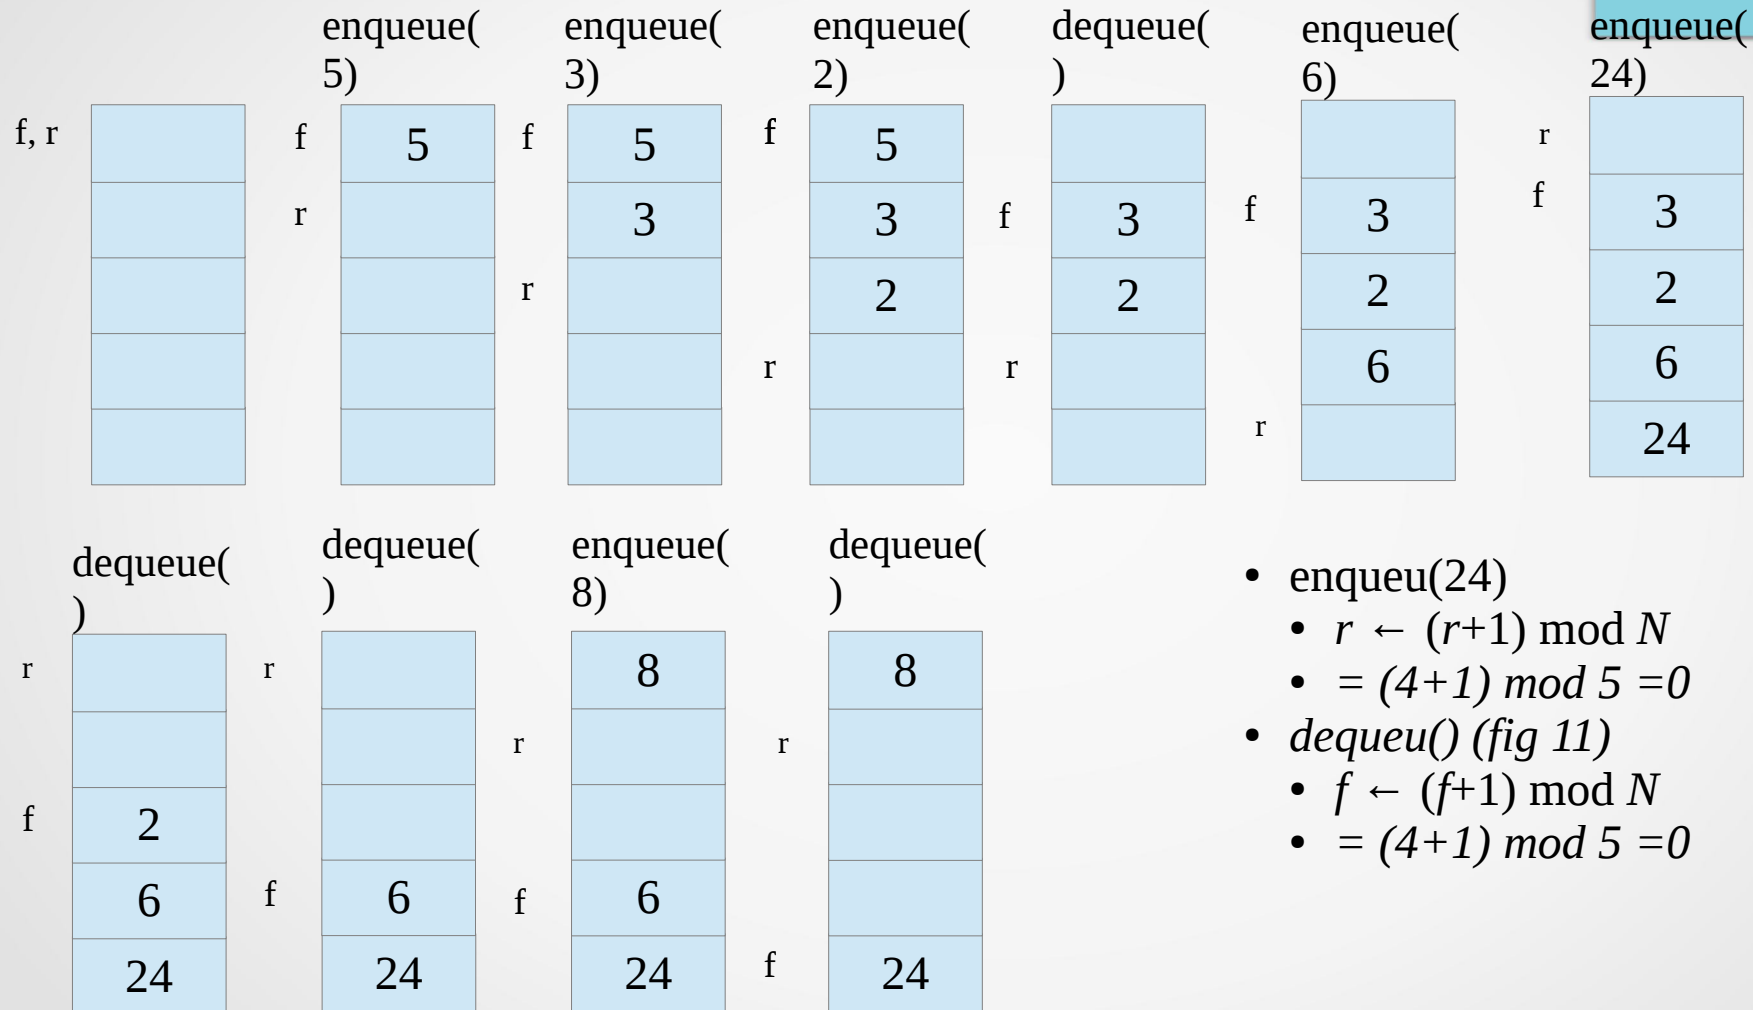 enqueue(
5)
enqueue(
3)
enqueue(
2)
dequeue(
)
enqueue(
6)
enqueue(
24)
f, r
f
r
5
f
r
5
3
f
r
5
3
2
f
r
3
2
f
r
3
2
6
r
f
3
2
6
24
dequeue(
)
r
f
2
6
24
dequeue(
)
r
f
6
24
enqueue(
8)
r
f
8
6
24
dequeue(
)
r
f
8
24
• enqueu(24)
• r ← (r+1) mod N
• = (4+1) mod 5 =0
• dequeu() (fig 11)
• f ← (f+1) mod N
• = (4+1) mod 5 =0